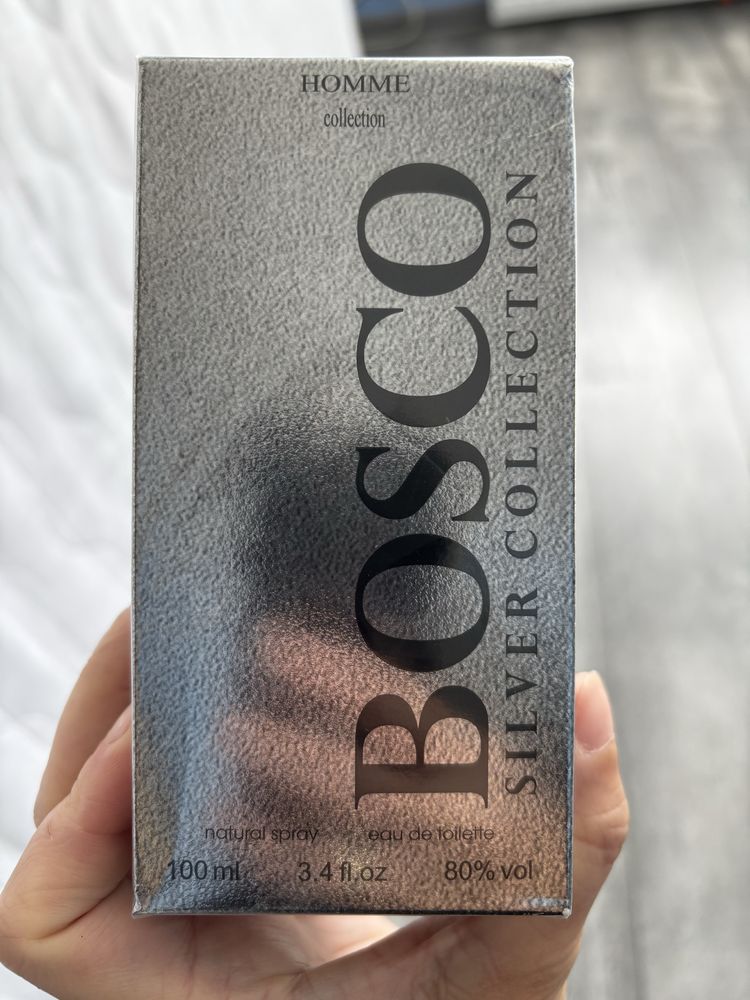 HOMME
collection
BOSCO
SILVER COLLECTION
natural spray eau de toilette
100 ml 3.4 fl.oz 80% vol